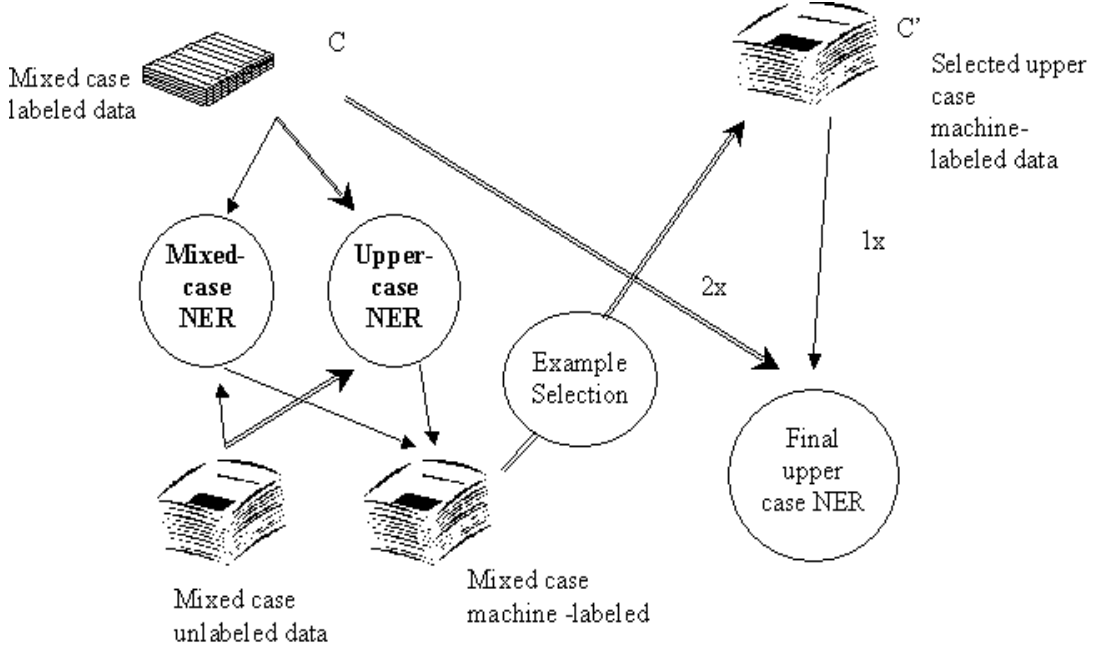 C
Mixed case
labeled data
C’
Selected upper
case
machine-
labeled data
Mixed-
case
NER
Upper-
case
NER
1x
2x
Example
Selection
Final
upper
case NER
Mixed case
unlabeled data
Mixed case
machine -labeled